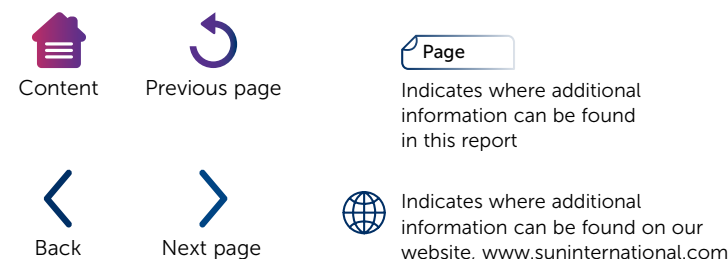 Content
Previous page
Back
Next page
Page
Indicates where additional
information can be found
in this report
Indicates where additional
information can be found on our
website, www.suninternational.com